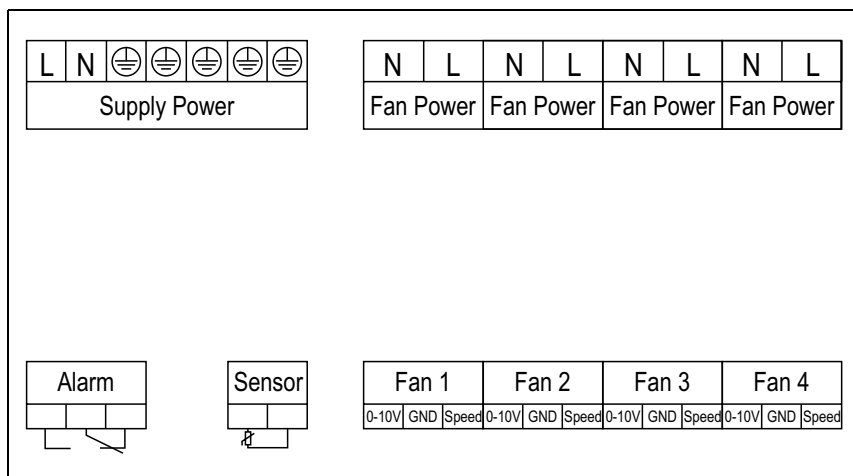 L N N L N L N L N L
Supply Power Fan Power Fan Power Fan Power Fan Power
Alarm Sensor Fan 1 Fan 2 Fan 3 Fan 4
0-10V GND Speed 0-10V GND Speed 0-10V GND Speed 0-10V GND Speed